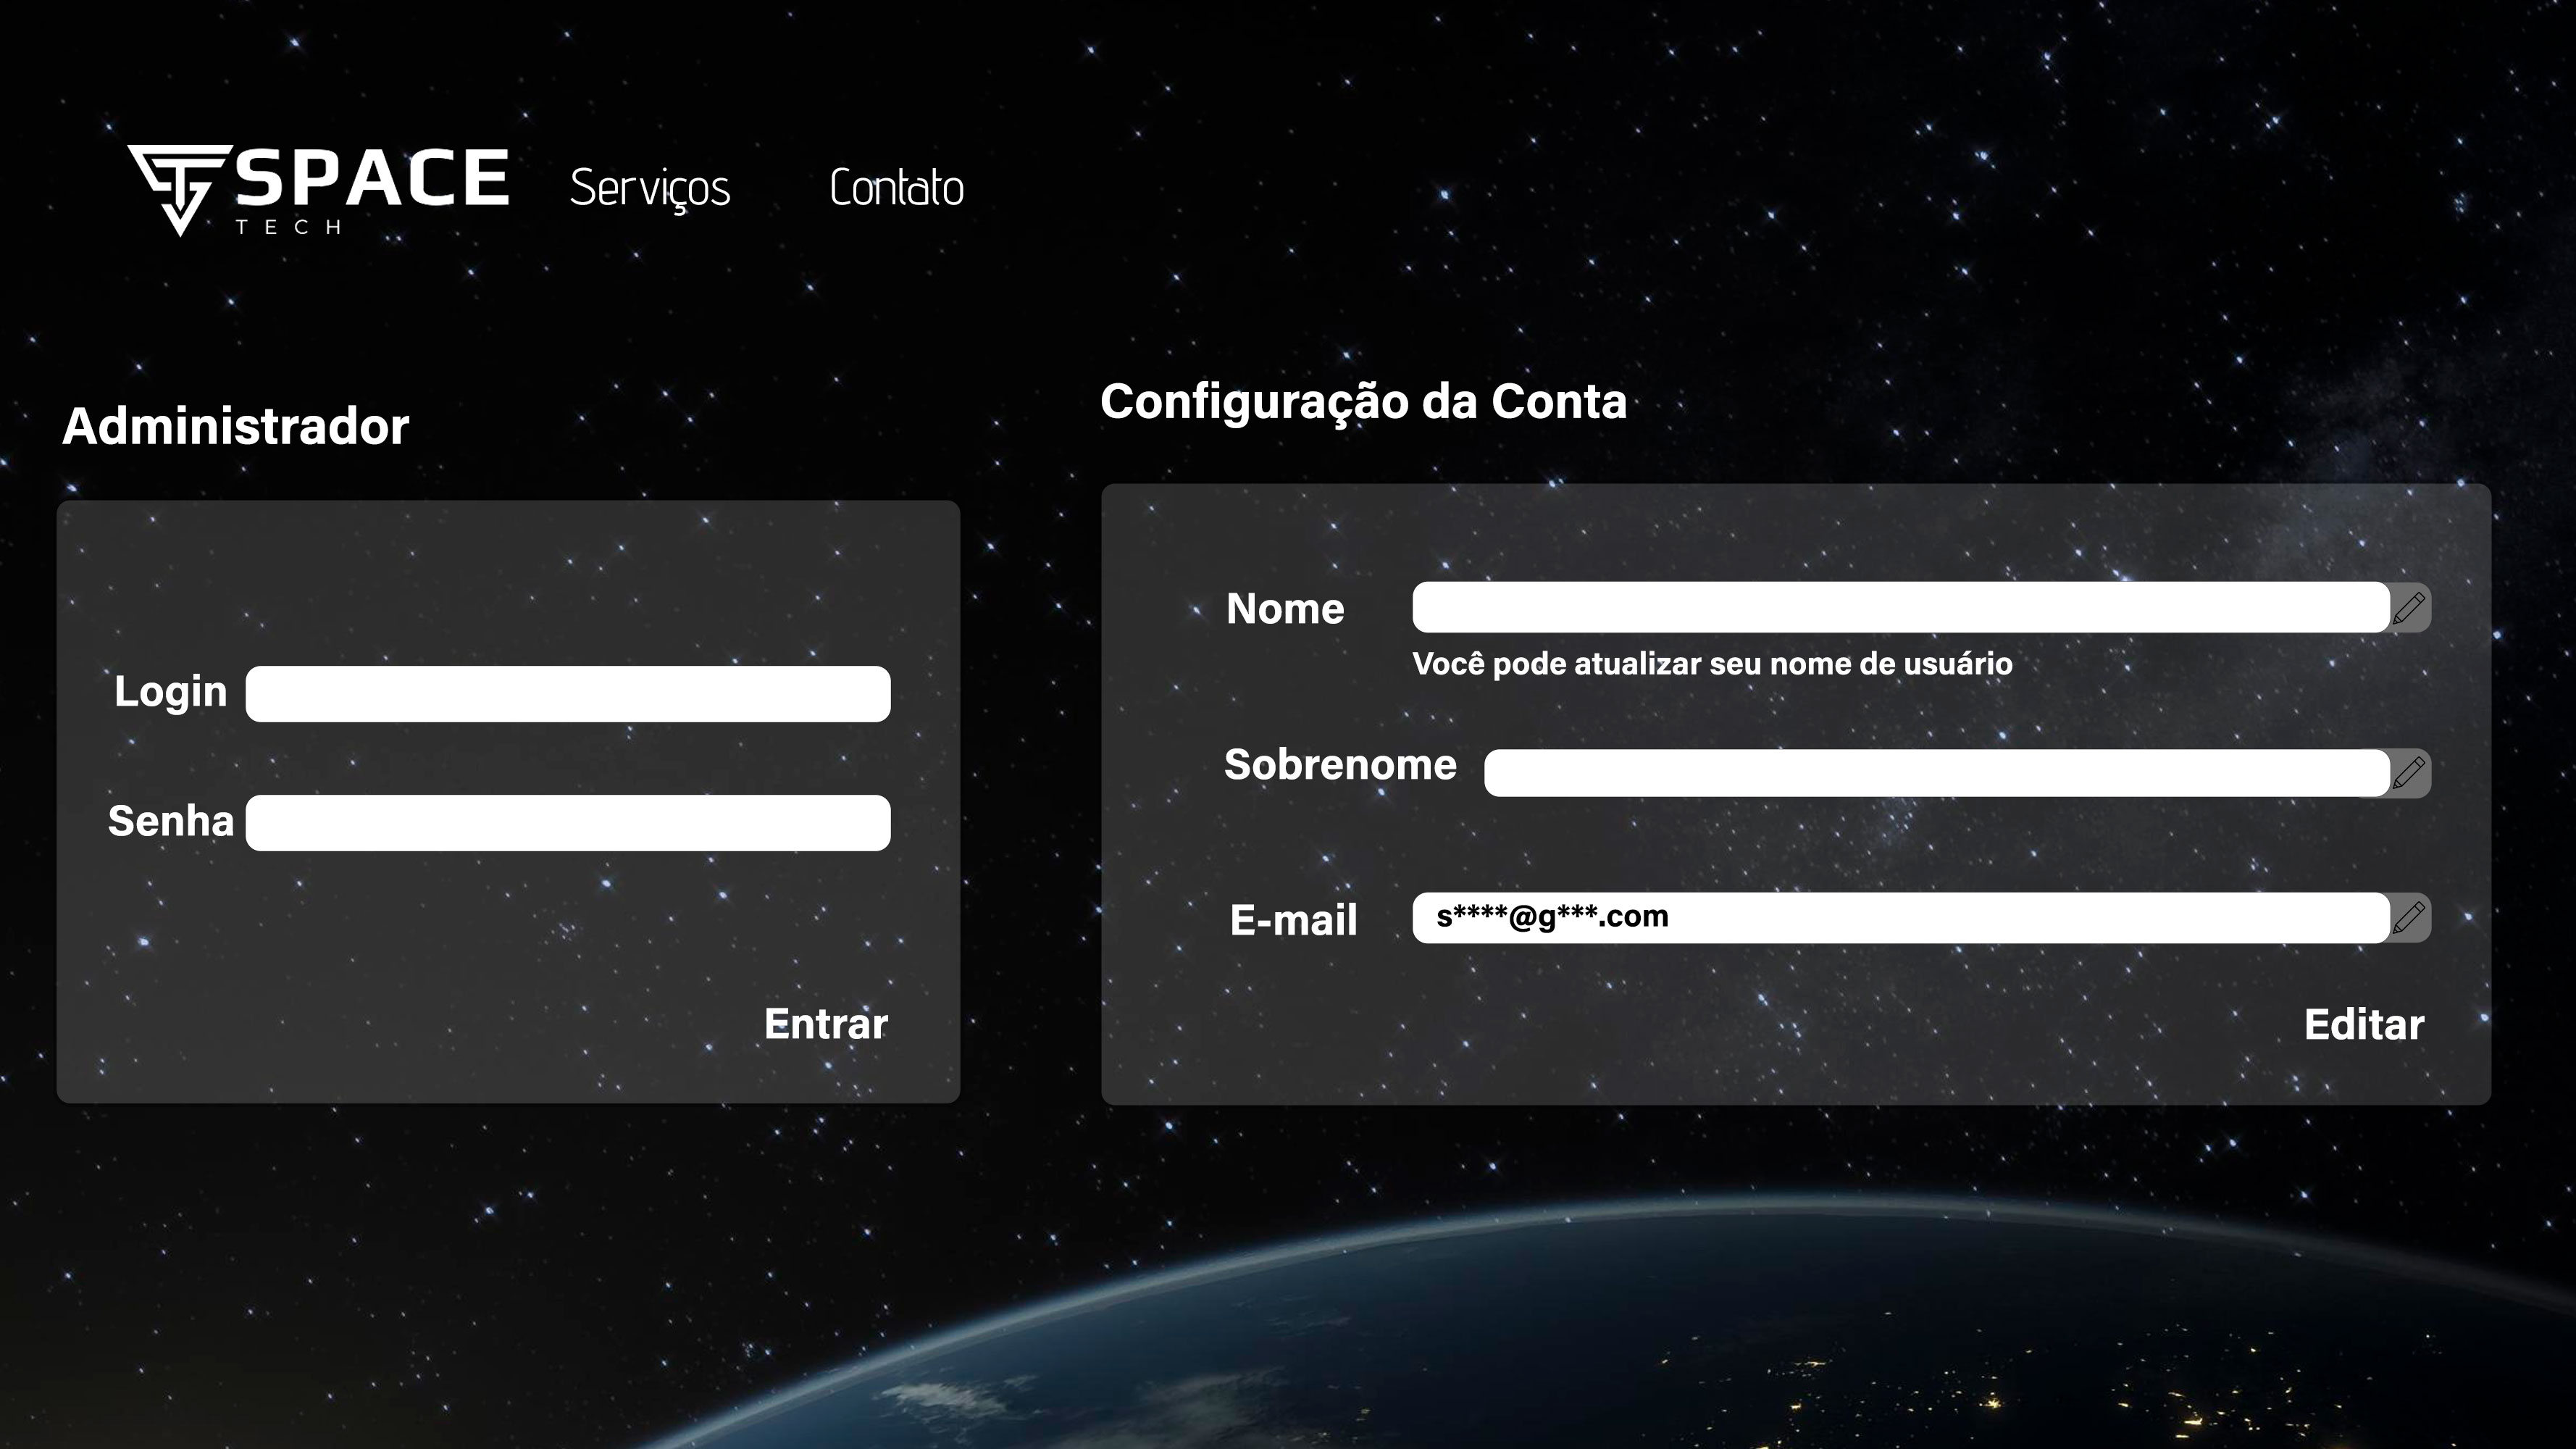 SPACE
TECH
Serviços
Contato
Administrador
Login
Senha
Entrar
Configuração da Conta
Nome
Você pode atualizar seu nome de usuário
Sobrenome
E-mail
s****@g***.com
Editar